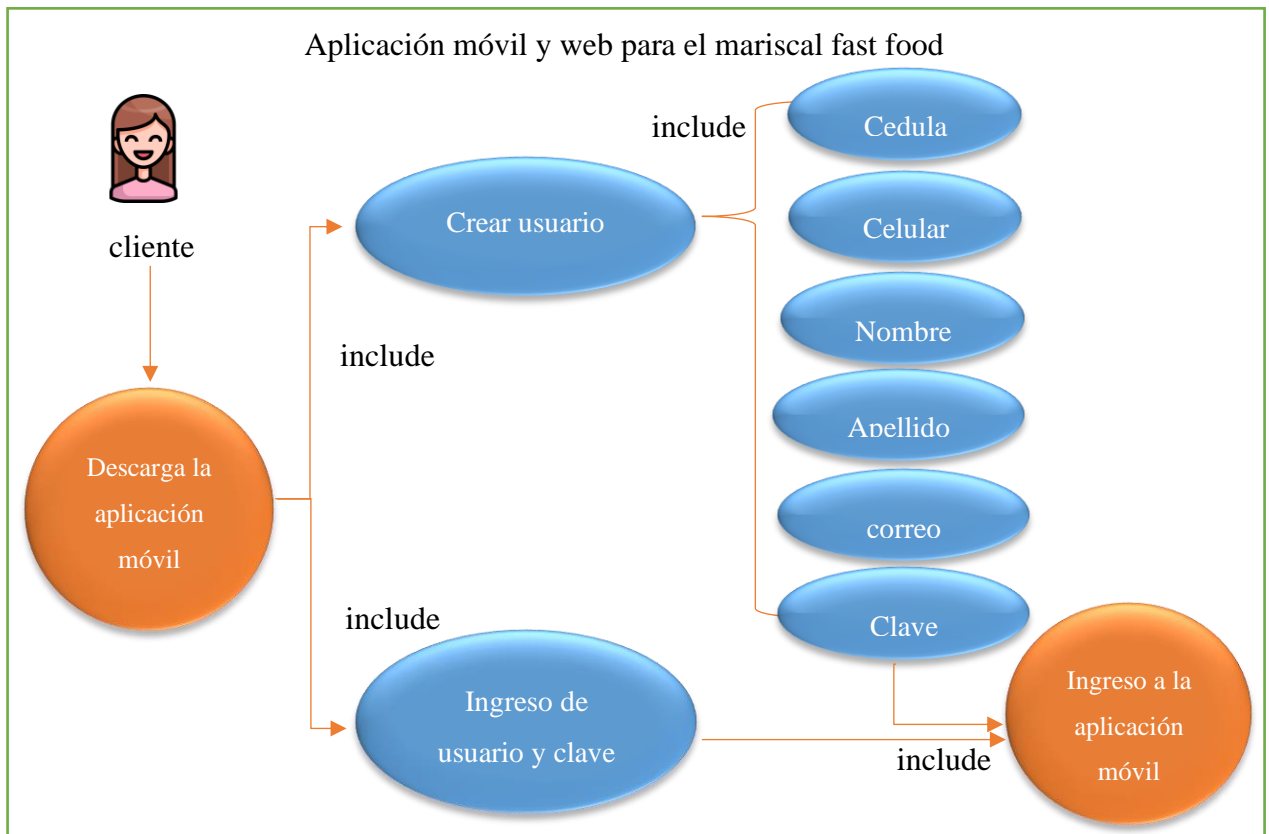 Aplicación móvil y web para el mariscal fast food
cliente
Descarga la
aplicación
móvil
include
Crear usuario
include
Cedula
Celular
Nombre
Apellido
correo
Clave
include
Ingreso de
usuario y clave
include
Ingreso a la
aplicación
móvil